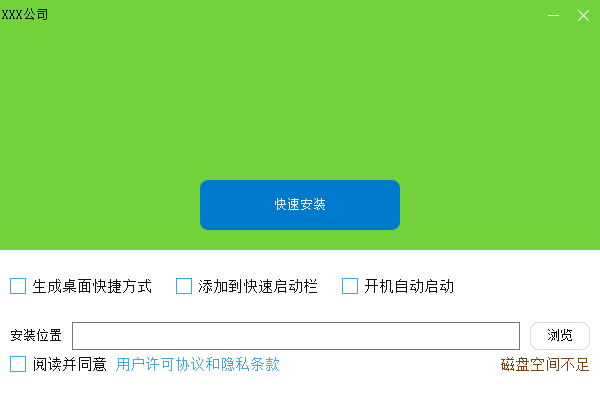 XXX公司
快速安装
生成桌面快捷方式 添加到快速启动栏 开机自动启动
安装位置 浏览
阅读并同意 用户许可协议和隐私条款 磁盘空间不足